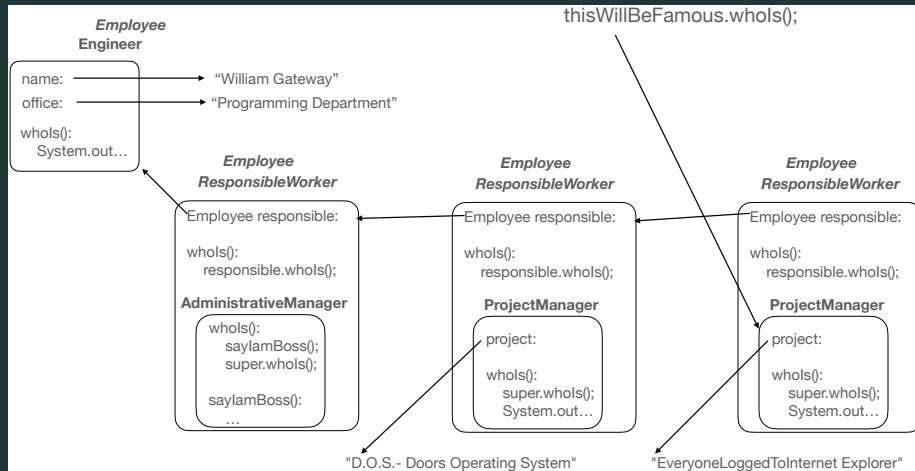 thisWillBeFamous.whoIs();
Employee
Engineer
name:
"William Gateway"
office:
"Programming Department"
whoIs():
System.out...
Employee
ResponsibleWorker
Employee responsible:
whoIs():
responsible.whoIs();
AdministrativeManager
whoIs():
sayIamBoss();
super.whoIs();
sayIamBoss():
...
Employee
ResponsibleWorker
Employee responsible:
whoIs():
responsible.whoIs();
ProjectManager
project:
whoIs():
super.whoIs();
System.out...
Employee
ResponsibleWorker
Employee responsible:
whoIs():
responsible.whoIs();
ProjectManager
project:
whoIs():
super.whoIs();
System.out...
"D.O.S.- Doors Operating System"
"EveryoneLoggedToInternet Explorer"